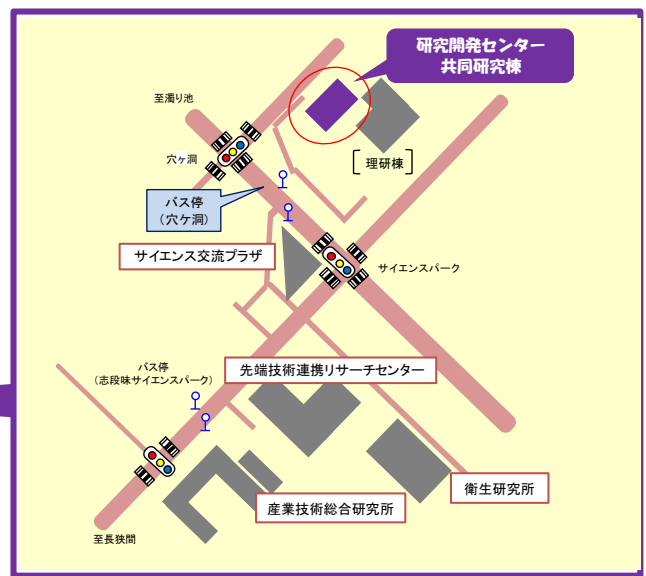 研究開発センター
共同研究棟
至濁り池
穴ヶ洞
[理研棟]
バス停
(穴ケ洞)
サイエンス交流プラザ
サイエンスパーク
バス停
(志段味サイエンスパーク)
先端技術連携リサーチセンター
衛生研究所
産業技術総合研究所
至長狭間